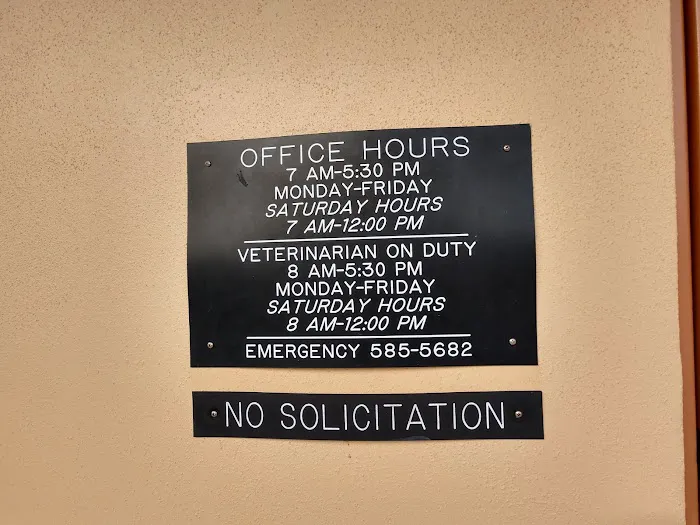 OFFICE HOURS
7 AM-5:30 PM
MONDAY-FRIDAY
SATURDAY HOURS
7 AM-12:00 PM
VETERINARIAN ON DUTY
8 AM-5:30 PM
MONDAY-FRIDAY
SATURDAY HOURS
8 AM-12:00 PM
EMERGENCY 585-5682
NO SOLICITATION